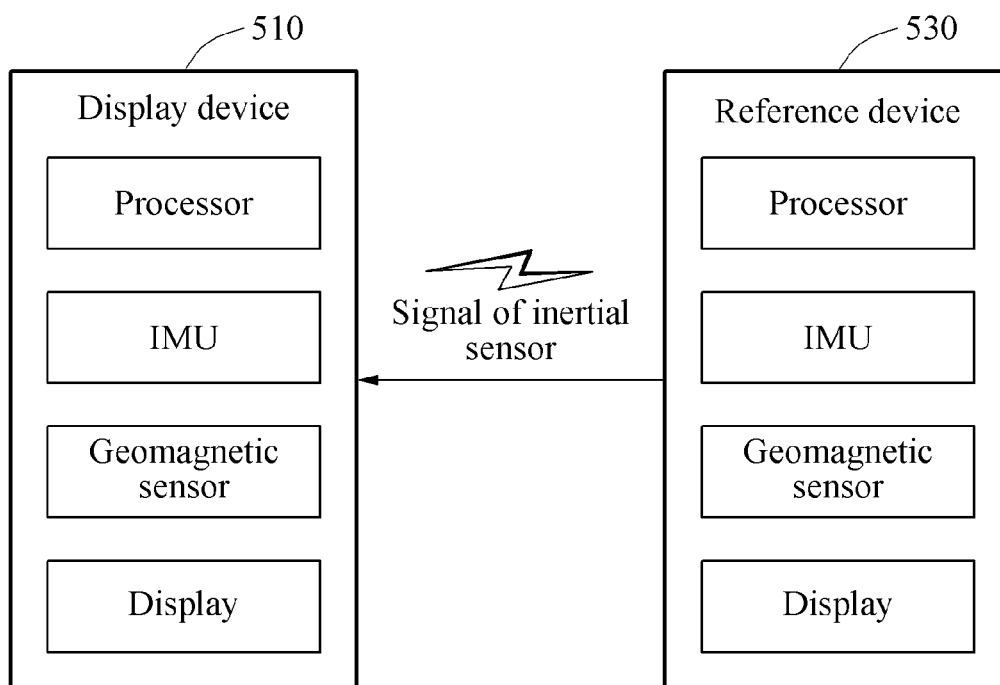 510
Display device
Processor
IMU
Geomagnetic
sensor
Display
Signal of inertial
sensor
530
Reference device
Processor
IMU
Geomagnetic
sensor
Display